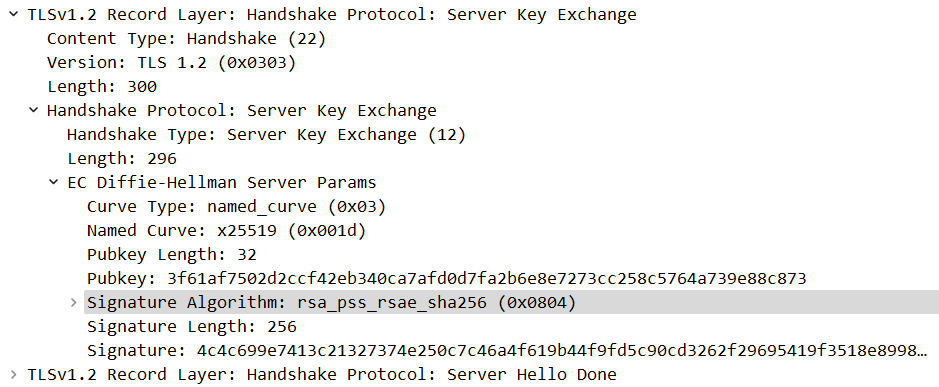 TLSv1.2 Record Layer: Handshake Protocol: Server Key Exchange
Content Type: Handshake (22)
Version: TLS 1.2 (0x0303)
Length: 300
Handshake Protocol: Server Key Exchange
Handshake Type: Server Key Exchange (12)
Length: 296
EC Diffie-Hellman Server Params
Curve Type: named_curve (0x03)
Named Curve: x25519 (0x001d)
Pubkey Length: 32
Pubkey: 3f61af7502d2ccf42eb340ca7afd0d7fa2b6e8e7273cc258c5764a739e88c873
Signature Algorithm: rsa_pss_rsae_sha256 (0x0804)
Signature Length: 256
Signature: 4c4c699e7413c21327374e250c7c46a4f619b44f9fd5c90cd3262f29695419f3518e8998…
TLSv1.2 Record Layer: Handshake Protocol: Server Hello Done